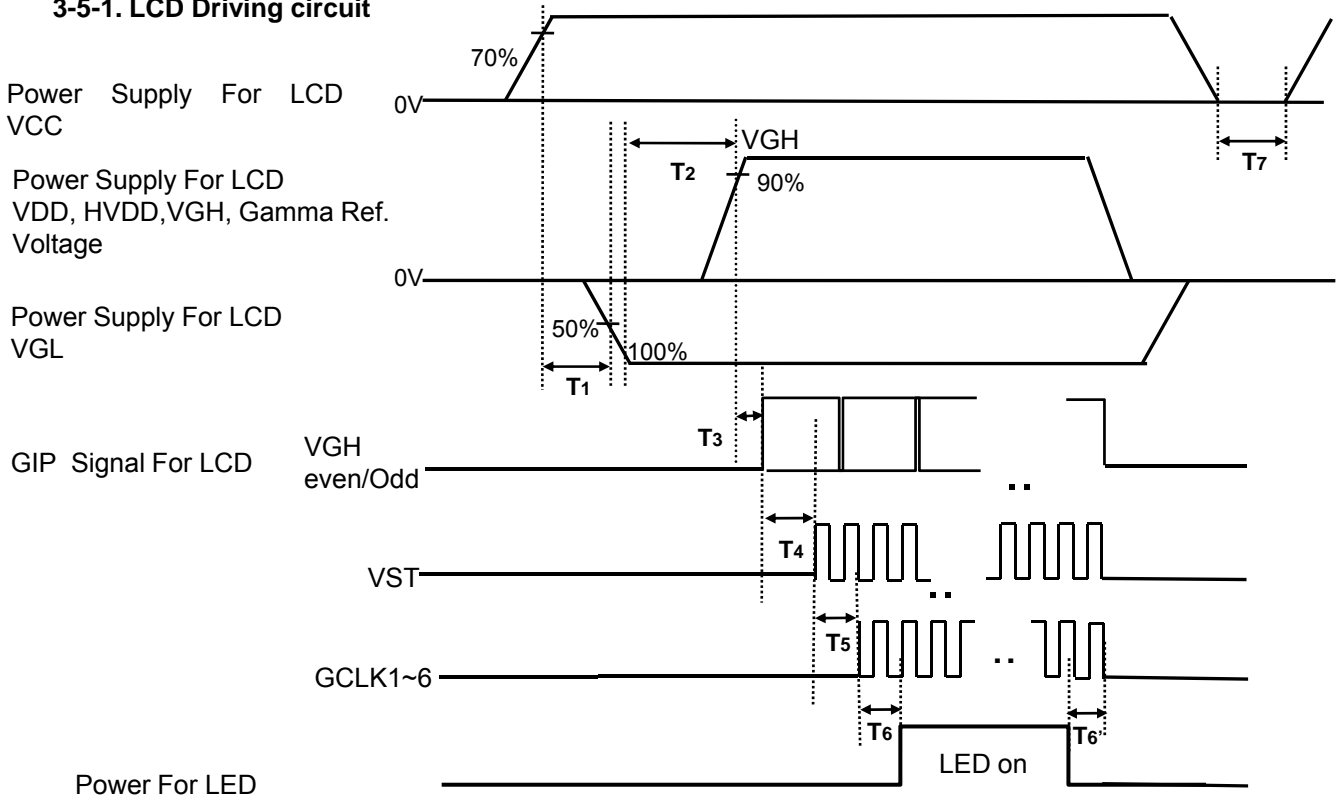 3-5-1. LCD Driving circuit
70%
Power Supply For LCD
VCC
0V
T7
T2
VGH
90%
Power Supply For LCD
VDD, HVDD,VGH, Gamma Ref.
Voltage
0V
Power Supply For LCD
VGL
50%
100%
T1
T3
GIP Signal For LCD
VGH
even/Odd
. .
T4
VST
. .
T5
GCLK1~6
. .
T6
T6'
LED on
Power For LED